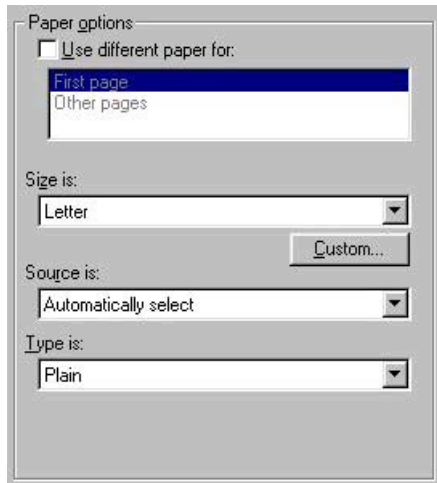 Paper options
Use different paper for:
First page
Other pages
Size is:
Letter
Custom...
Source is:
Automatically select
Type is:
Plain